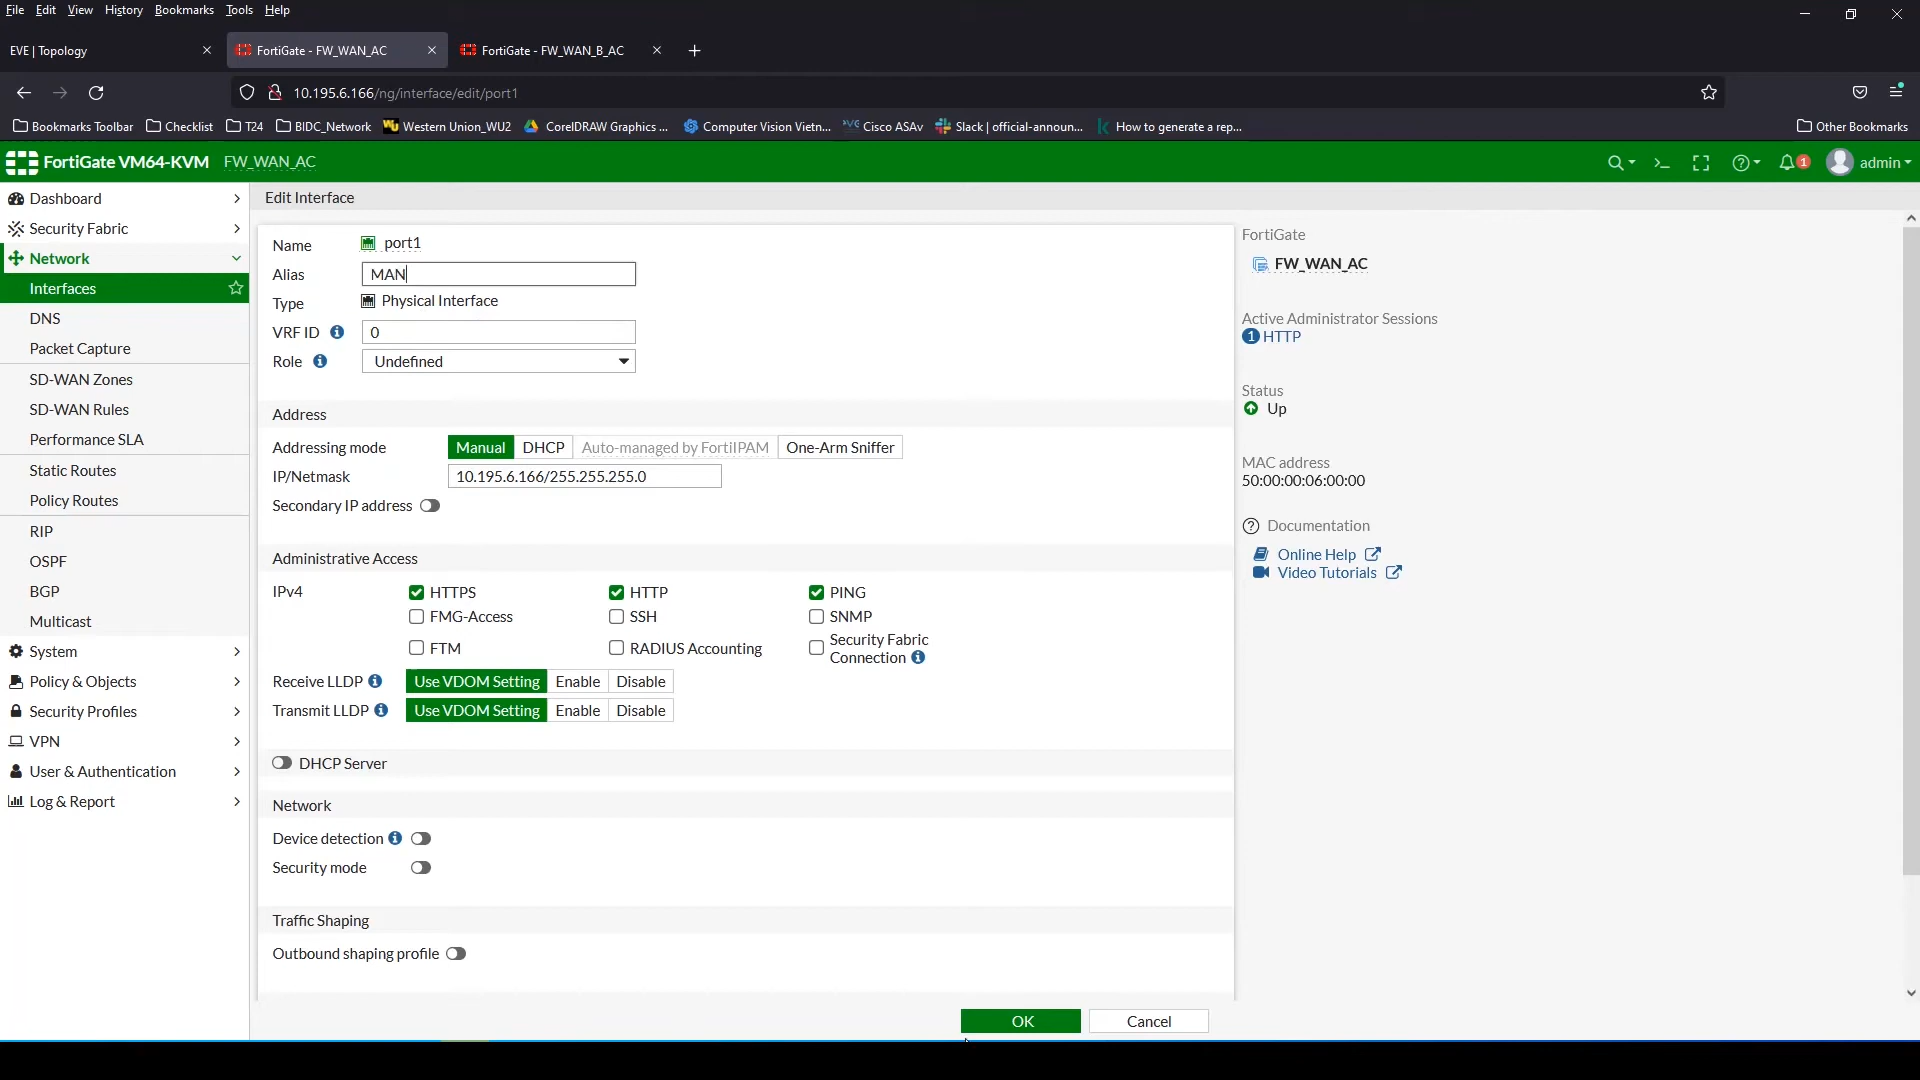 File Edit View History Bookmarks Tools Help
EVE | Topology FortiGate - FW_WAN_AC FortiGate - FW_WAN_B_AC
10.195.6.166/ng/interface/edit/port1
Bookmarks Toolbar Checklist T24 BIDC_Network Western Union_WU2 CorelDRAW Graphics ... Computer Vision Vietn... Cisco ASAv Slack | official-announ... How to generate a rep... Other Bookmarks
FortiGate VM64-KVM FW_WAN_AC 1 admin
Dashboard
Security Fabric
Network
Interfaces
DNS
Packet Capture
SD-WAN Zones
SD-WAN Rules
Performance SLA
Static Routes
Policy Routes
RIP
OSPF
BGP
Multicast
System
Policy & Objects
Security Profiles
VPN
User & Authentication
Log & Report
Edit Interface
Name port1
Alias MAN
Type Physical Interface
VRF ID 0
Role Undefined
Address
Addressing mode Manual DHCP Auto-managed by FortiIPAM One-Arm Sniffer
IP/Netmask 10.195.6.166/255.255.255.0
Secondary IP address
Administrative Access
IPv4 HTTPS HTTP PING
FMG-Access SSH SNMP
FTM RADIUS Accounting Security Fabric
Connection
Receive LLDP Use VDOM Setting Enable Disable
Transmit LLDP Use VDOM Setting Enable Disable
DHCP Server
Network
Device detection
Security mode
Traffic Shaping
Outbound shaping profile
OK Cancel
FortiGate
FW_WAN_AC
Active Administrator Sessions
1 HTTP
Status
Up
MAC address
50:00:00:06:00:00
Documentation
Online Help
Video Tutorials